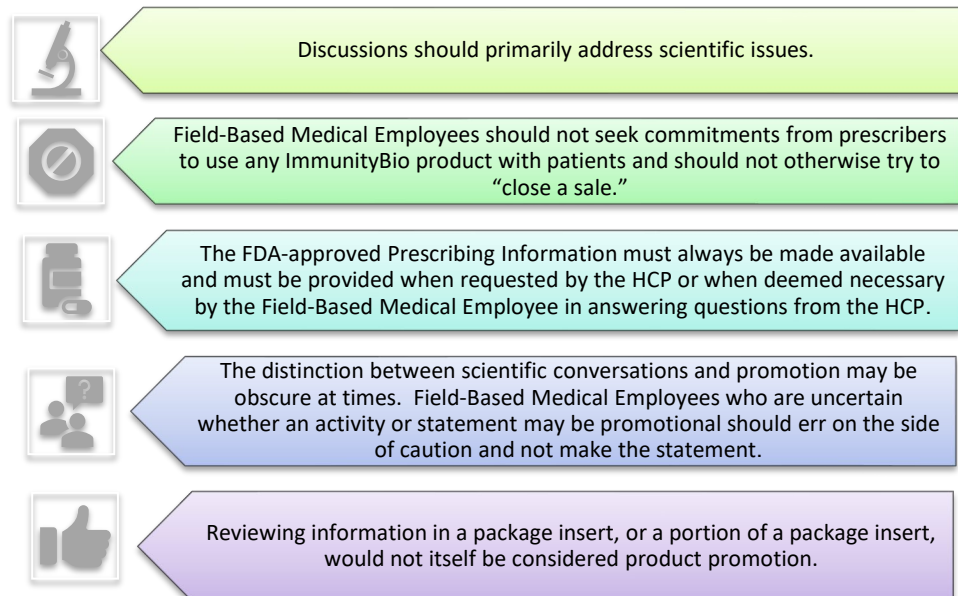 Discussions should primarily address scientific issues.
Field-Based Medical Employees should not seek commitments from prescribers
to use any ImmunityBio product with patients and should not otherwise try to
“close a sale.”
The FDA-approved Prescribing Information must always be made available
and must be provided when requested by the HCP or when deemed necessary
by the Field-Based Medical Employee in answering questions from the HCP.
The distinction between scientific conversations and promotion may be
obscure at times.  Field-Based Medical Employees who are uncertain
whether an activity or statement may be promotional should err on the side
of caution and not make the statement.
Reviewing information in a package insert, or a portion of a package insert,
would not itself be considered product promotion.